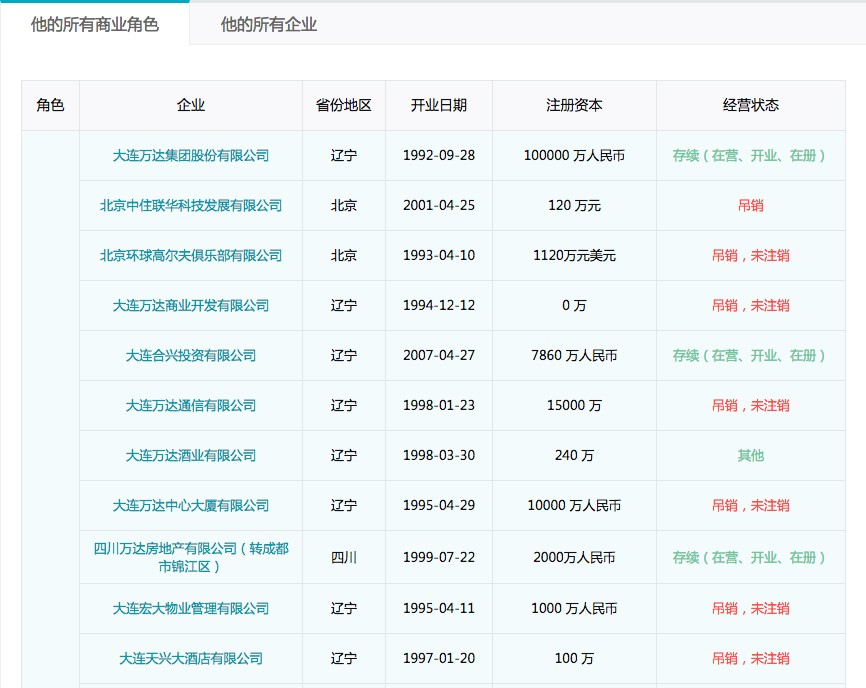 他的所有商业角色 他的所有企业
角色 企业 省份地区 开业日期 注册资本 经营状态
大连万达集团股份有限公司 辽宁 1992-09-28 100000 万人民币 存续（在营、开业、在册）
北京中住联华科技发展有限公司 北京 2001-04-25 120 万元 吊销
北京环球高尔夫俱乐部有限公司 北京 1993-04-10 1120万元美元 吊销，未注销
大连万达商业开发有限公司 辽宁 1994-12-12 0 万 吊销，未注销
大连合兴投资有限公司 辽宁 2007-04-27 7860 万人民币 存续（在营、开业、在册）
大连万达通信有限公司 辽宁 1998-01-23 15000 万 吊销，未注销
大连万达酒业有限公司 辽宁 1998-03-30 240 万 其他
大连万达中心大厦有限公司 辽宁 1995-04-29 10000 万人民币 吊销，未注销
四川万达房地产有限公司（转成都
市锦江区） 四川 1999-07-22 2000万人民币 存续（在营、开业、在册）
大连宏大物业管理有限公司 辽宁 1995-04-11 1000 万人民币 吊销，未注销
大连天兴大酒店有限公司 辽宁 1997-01-20 100 万 吊销，未注销